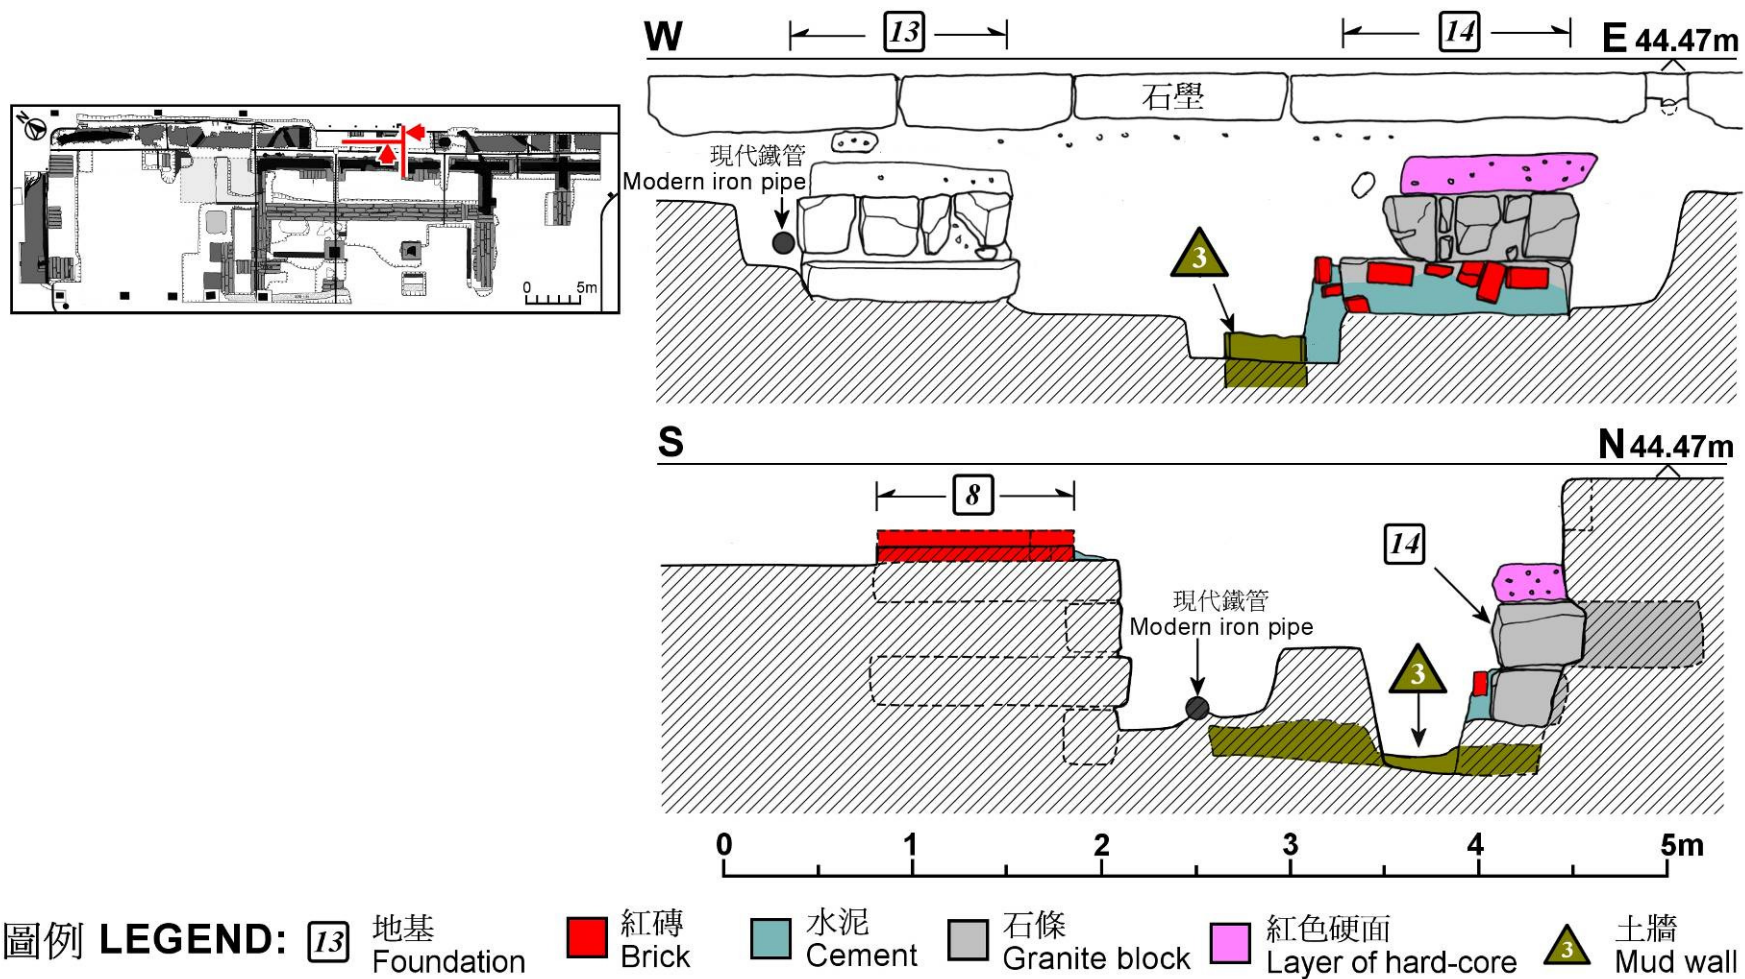 W 13 14 E 44.47m
石壆
現代鐵管
Modern iron pipe
3
N
0 5m
S N 44.47m
8
14
現代鐵管
Modern iron pipe
3
0 1 2 3 4 5m
圖例 LEGEND:
13 地基
Foundation
紅磚
Brick
水泥
Cement
石條
Granite block
紅色硬面
Layer of hard-core
3 土牆
Mud wall